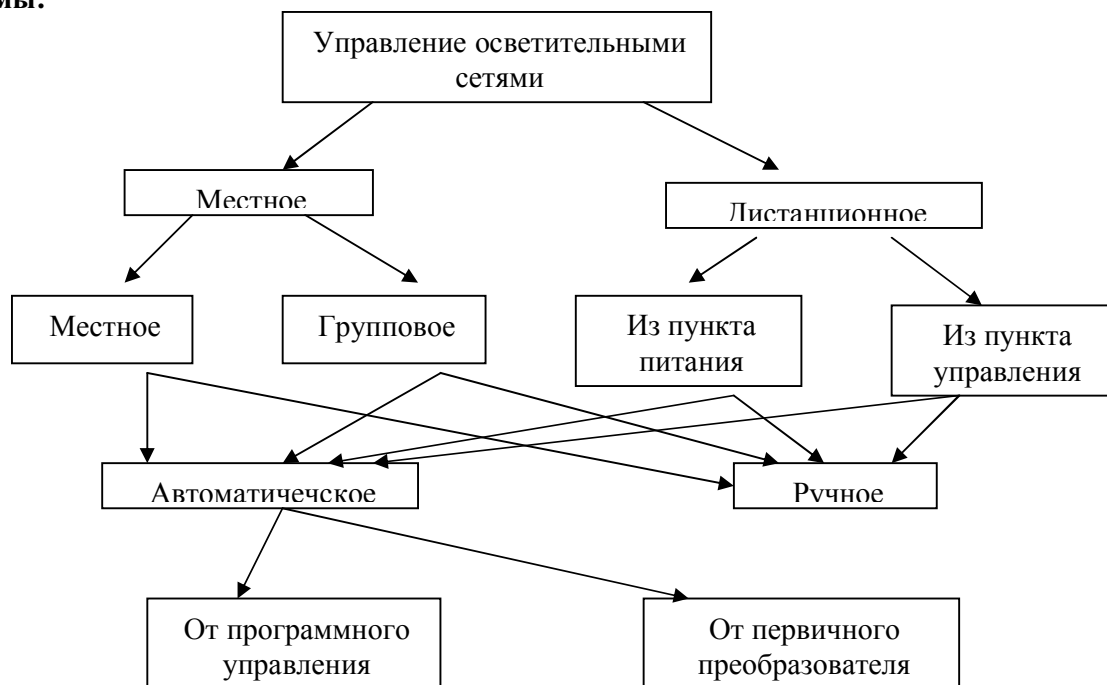 мы.
Управление осветительными
сетями
Местное
Дистанционное
Местное
Групповое
Из пункта
питания
Из пункта
управления
Автоматичечское
Ручное
От программного
управления
От первичного
преобразователя